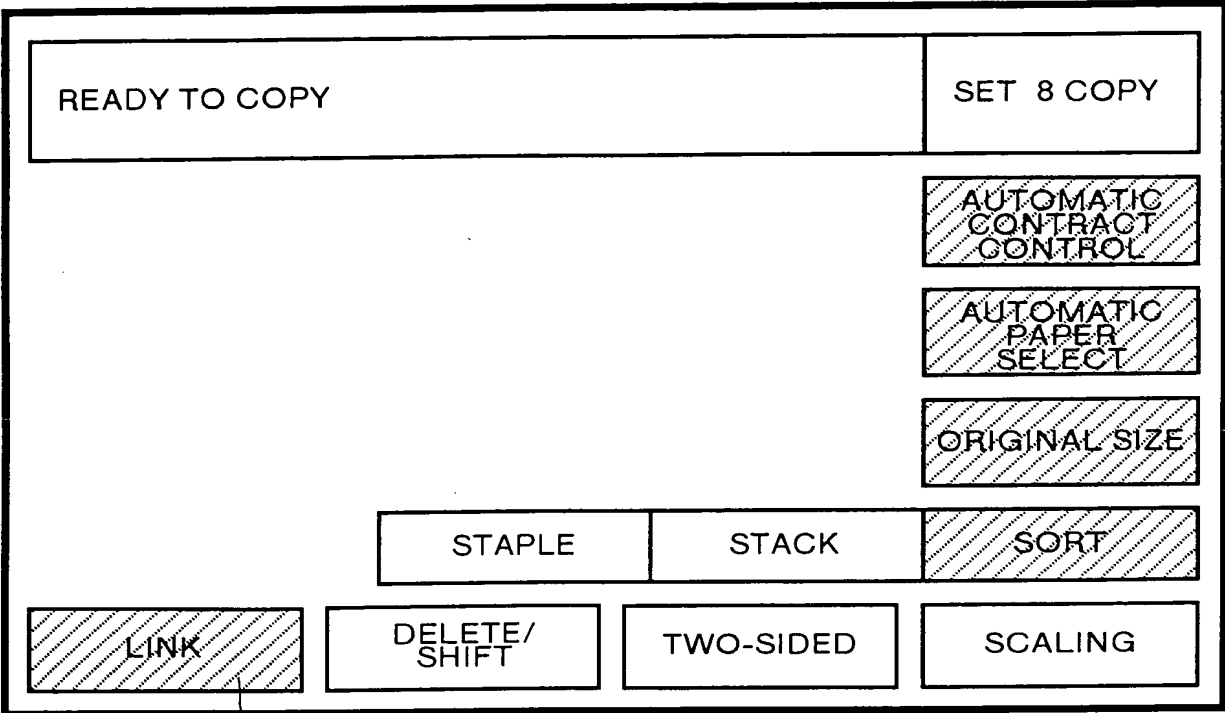 READY TO COPY
SET 8 COPY
AUTOMATIC
CONTRACT
CONTROL
AUTOMATIC
PAPER
SELECT
ORIGINAL SIZE
STAPLE
STACK
SORT
LINK
DELETE/
SHIFT
TWO-SIDED
SCALING